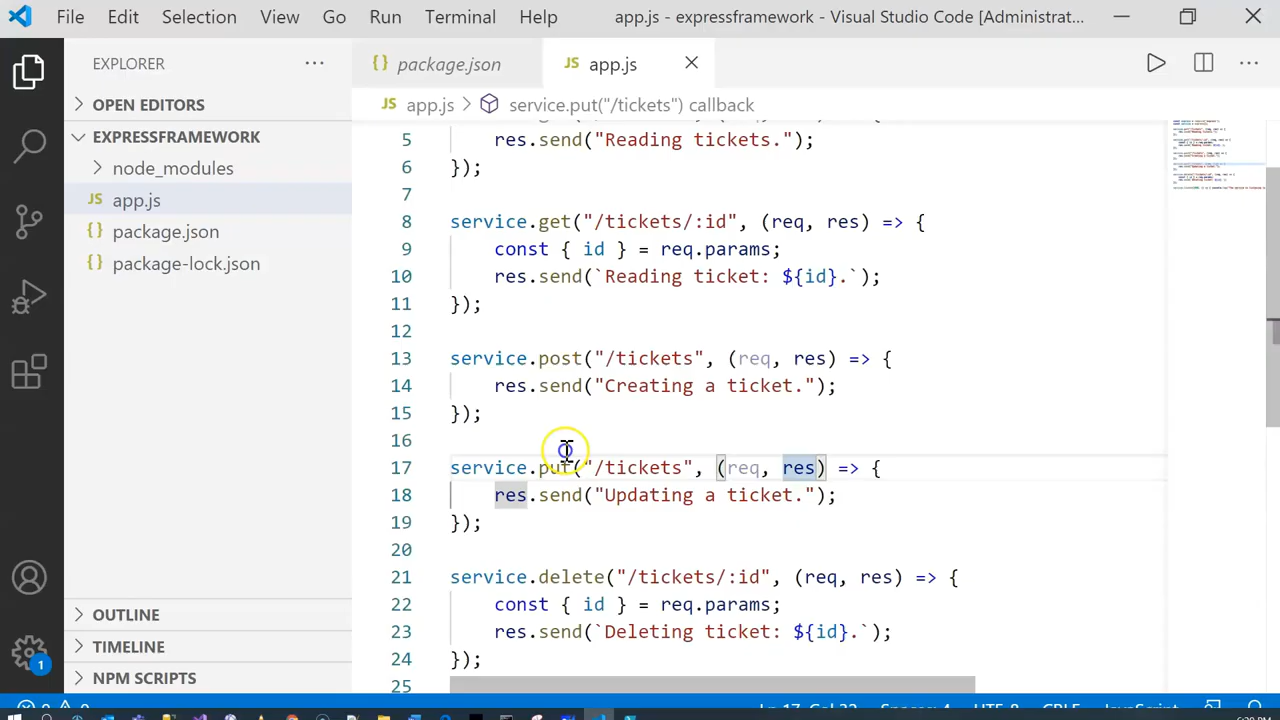 File Edit Selection View Go Run Terminal Help app.js - expressframework - Visual Studio Code [Administrat...
EXPLORER ...
{} package.json JS app.js
JS app.js > service.put("/tickets") callback
OPEN EDITORS
EXPRESSFRAMEWORK
node_modules
JS app.js
{} package.json
{} package-lock.json
OUTLINE
TIMELINE
NPM SCRIPTS
1
5 res.send("Reading tickets.");
6 });
7
8 service.get("/tickets/:id", (req, res) => {
9 const { id } = req.params;
10 res.send(`Reading ticket: ${id}.`);
11 });
12
13 service.post("/tickets", (req, res) => {
14 res.send("Creating a ticket.");
15 });
16
17 service.put("/tickets", (req, res) => {
18 res.send("Updating a ticket.");
19 });
20
21 service.delete("/tickets/:id", (req, res) => {
22 const { id } = req.params;
23 res.send(`Deleting ticket: ${id}.`);
24 });
25